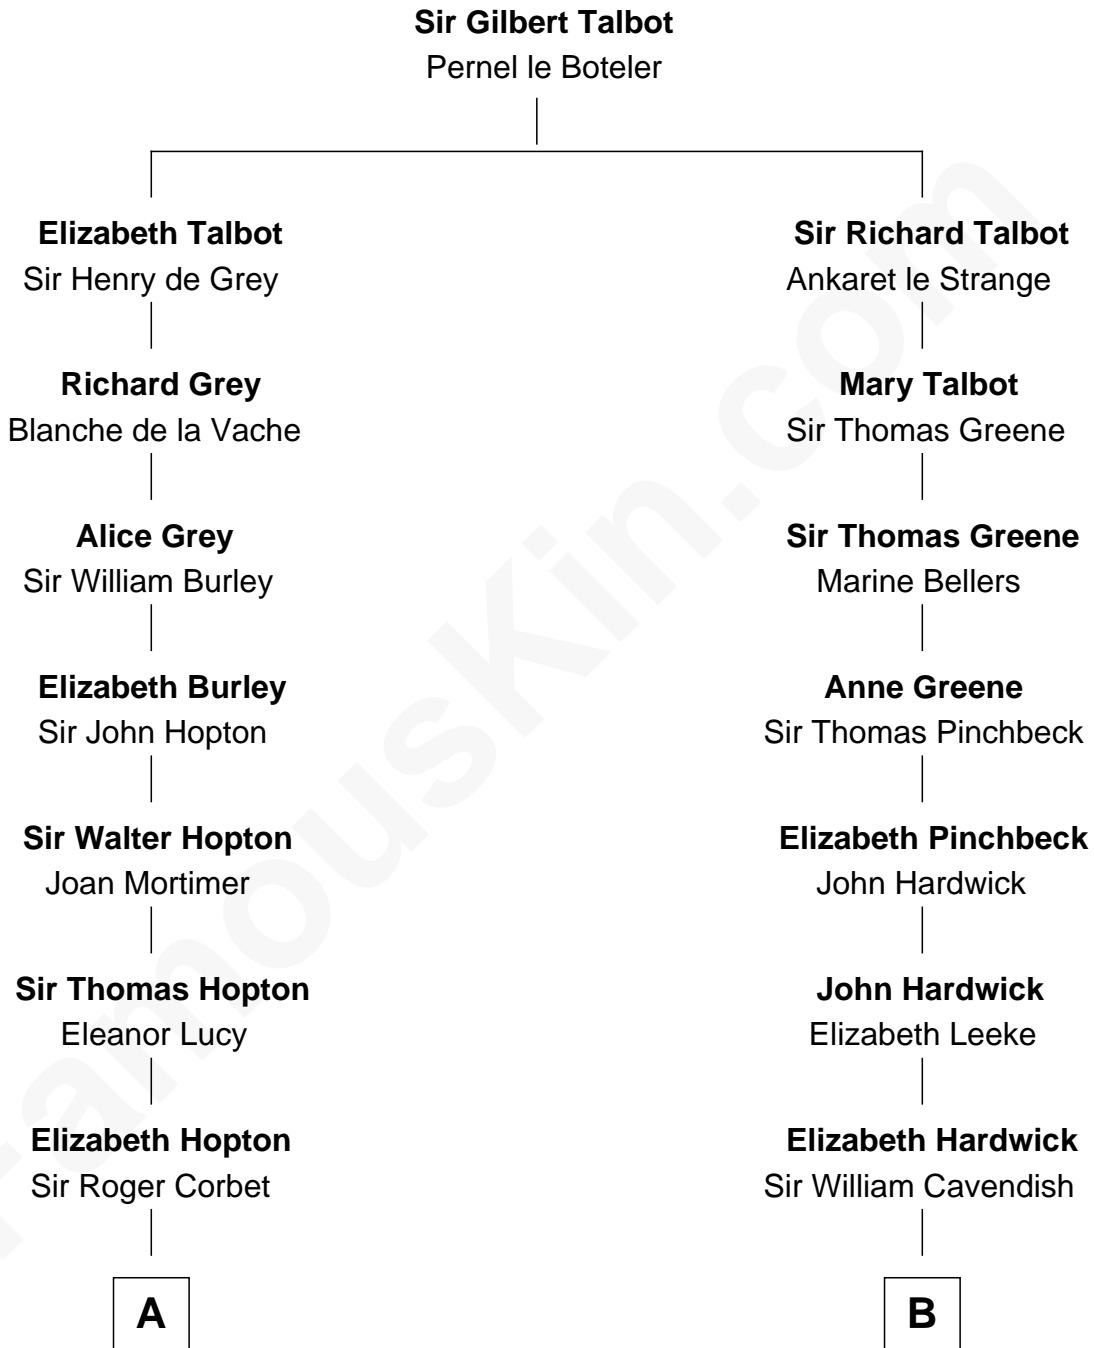 Sir Gilbert Talbot
Pernel le Boteler
Elizabeth Talbot
Sir Henry de Grey
Sir Richard Talbot
Ankaret le Strange
Richard Grey
Blanche de la Vache
Mary Talbot
Sir Thomas Greene
Alice Grey
Sir William Burley
Sir Thomas Greene
Marine Bellers
Elizabeth Burley
Sir John Hopton
Anne Greene
Sir Thomas Pinchbeck
Sir Walter Hopton
Joan Mortimer
Elizabeth Pinchbeck
John Hardwick
Sir Thomas Hopton
Eleanor Lucy
John Hardwick
Elizabeth Leeke
Elizabeth Hopton
Sir Roger Corbet
Elizabeth Hardwick
Sir William Cavendish
A
B
FamousKin.com